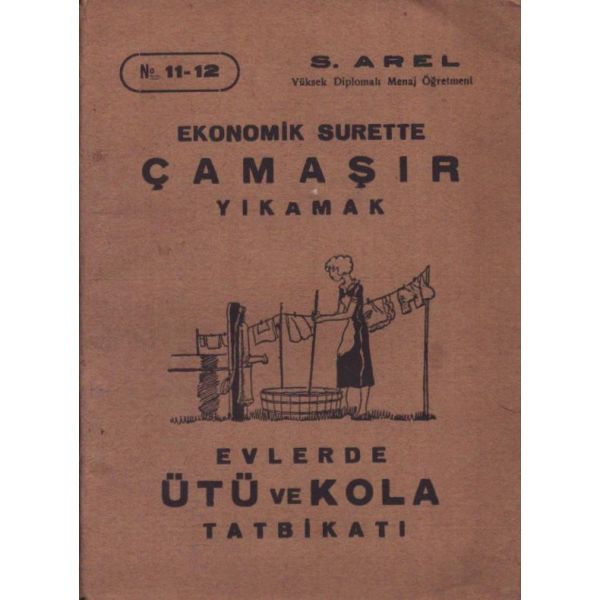 № 11-12
S. AREL
Yüksek Diplomalı Menaj Öğretmeni
EKONOMİK SURETTE
ÇAMAŞIR
YIKAMAK
EVLERDE
ÜTÜ VE KOLA
TATBİKATI